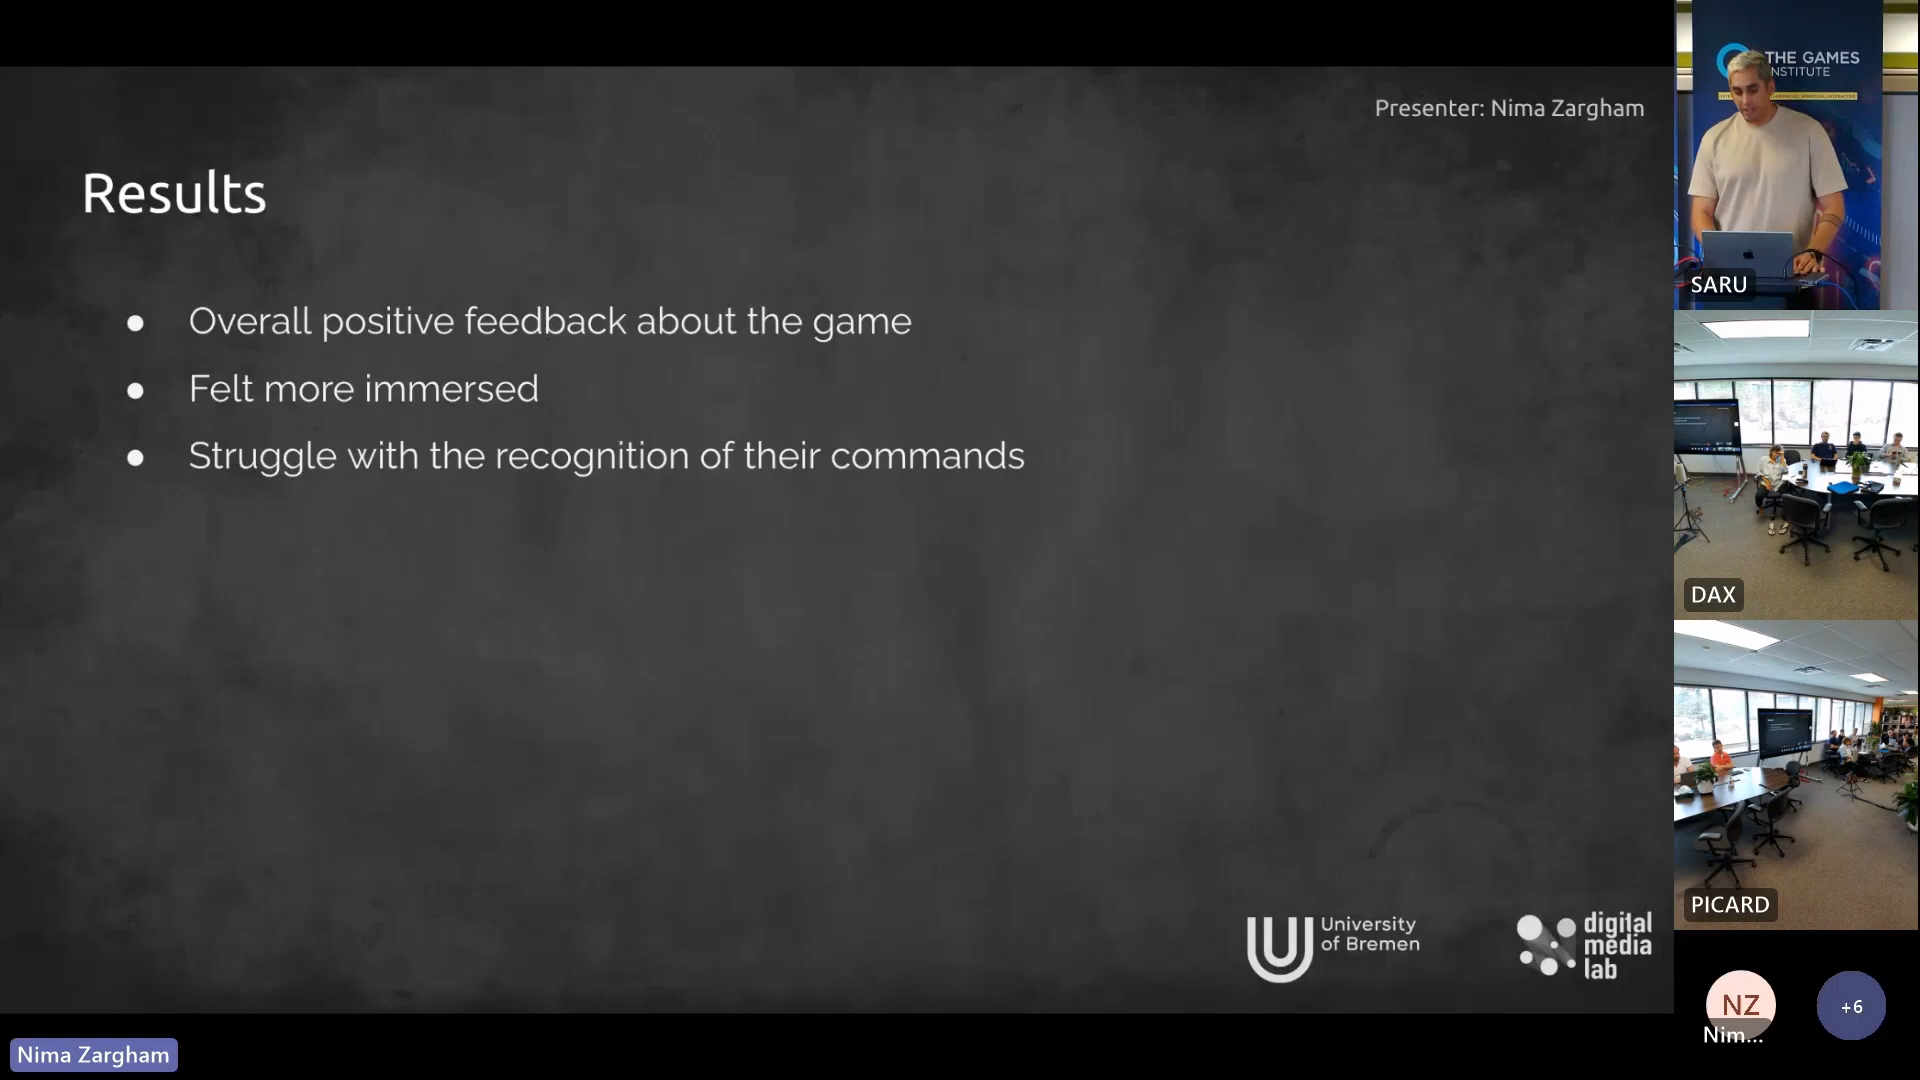 Presenter: Nima Zargham
Results
● Overall positive feedback about the game
● Felt more immersed
● Struggle with the recognition of their commands
University
of Bremen
digital
media
lab
Nima Zargham
THE GAMES
INSTITUTE
SARU
DAX
PICARD
NZ
Nim...
+6